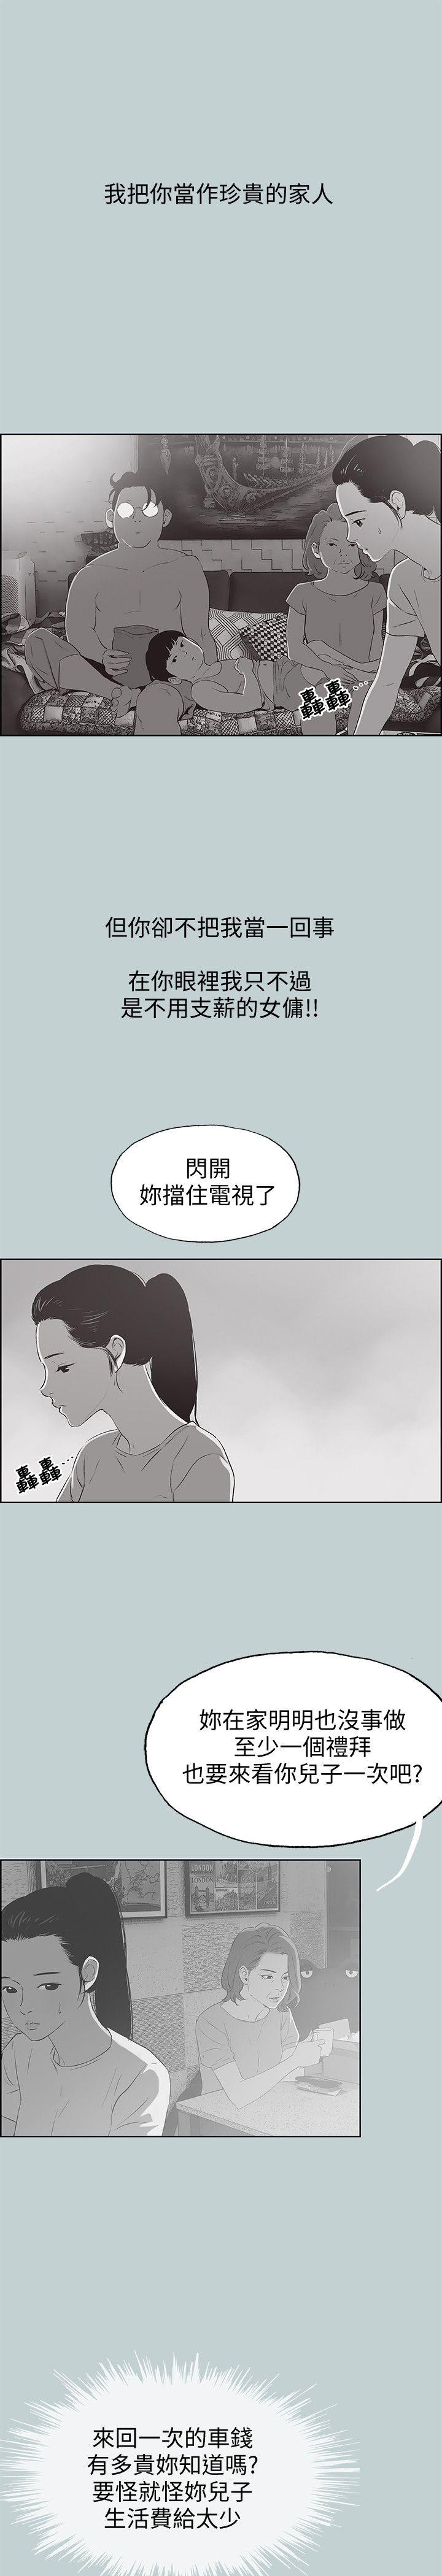 我把你當作珍貴的家人
轟轟…
但你卻不把我當一回事
在你眼裡我只不過
是不用支薪的女傭!!
閃開
妳擋住電視了
轟轟…
妳在家明明也沒事做
至少一個禮拜
也要來看你兒子一次吧?
LONDON
LONDON
來回一次的車錢
有多貴妳知道嗎?
要怪就怪妳兒子
生活費給太少